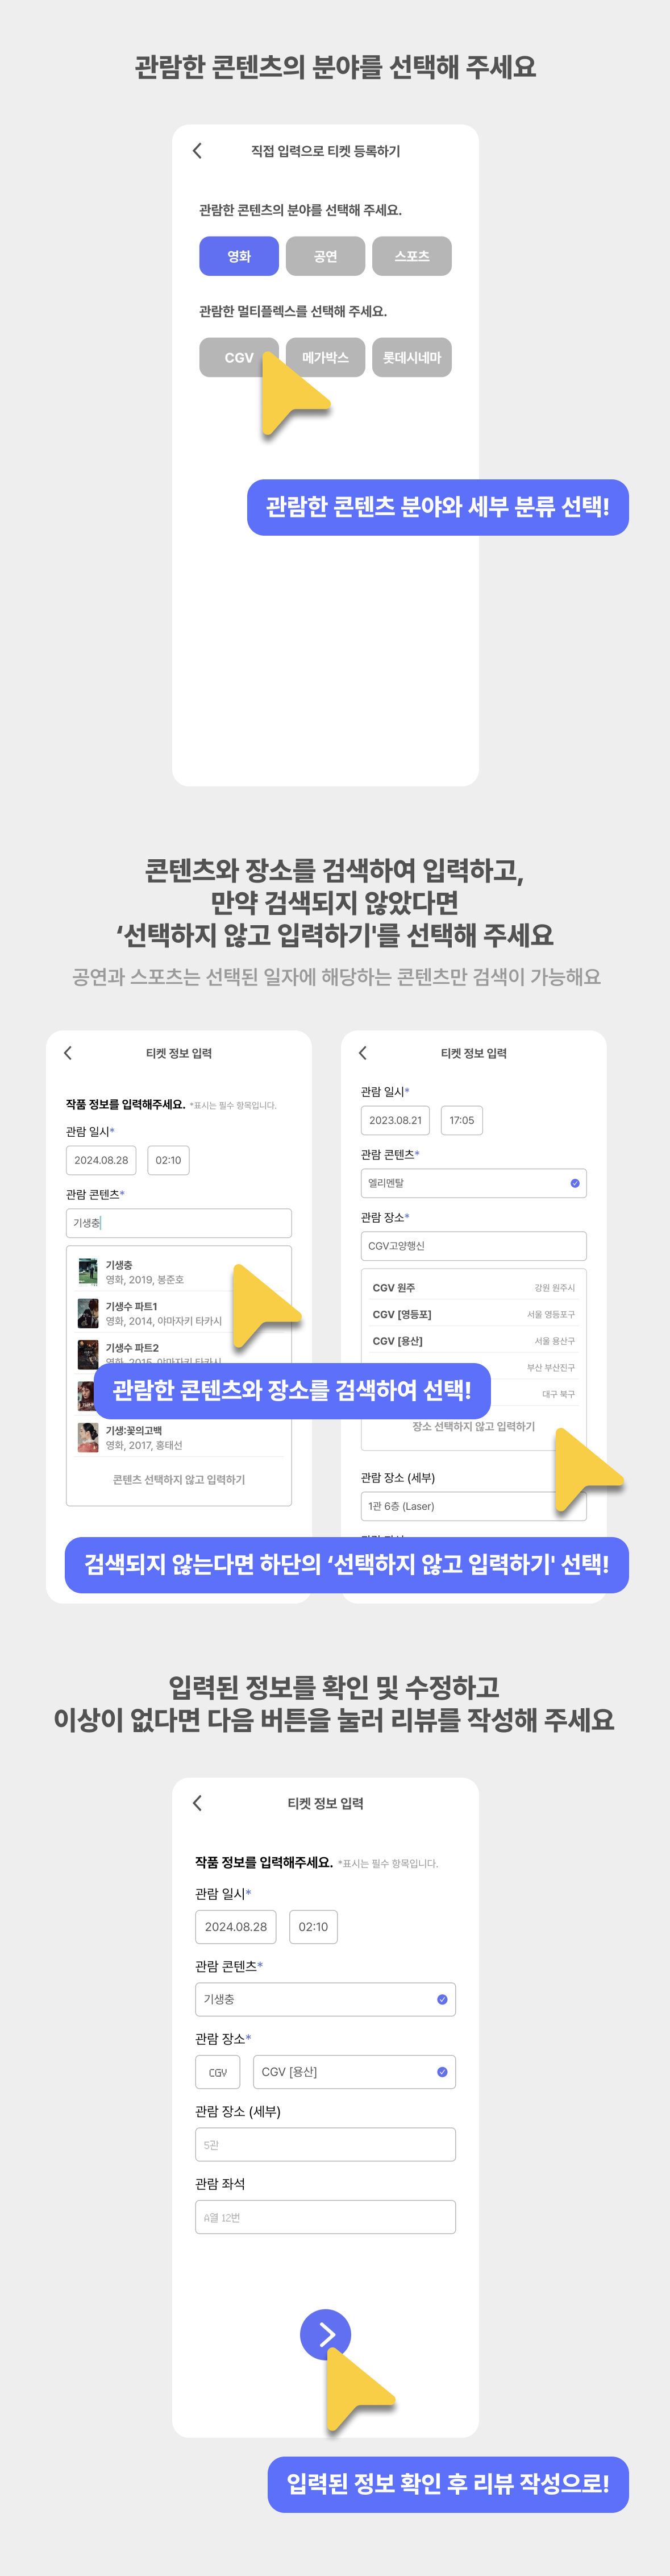 관람한 콘텐츠의 분야를 선택해 주세요
직접 입력으로 티켓 등록하기
관람한 콘텐츠의 분야를 선택해 주세요.
영화 공연 스포츠
관람한 멀티플렉스를 선택해 주세요.
CGV 메가박스 롯데시네마
관람한 콘텐츠 분야와 세부 분류 선택!
콘텐츠와 장소를 검색하여 입력하고,
만약 검색되지 않았다면
‘선택하지 않고 입력하기'를 선택해 주세요
공연과 스포츠는 선택된 일자에 해당하는 콘텐츠만 검색이 가능해요
티켓 정보 입력
작품 정보를 입력해주세요. *표시는 필수 항목입니다.
관람 일시*
2024.08.28 02:10
관람 콘텐츠*
기생충
기생충
영화, 2019, 봉준호
기생수 파트1
영화, 2014, 야마자키 타카시
기생수 파트2
영화, 2015, 야마자키 타카시
기생:꽃의고백
영화, 2017, 홍태선
콘텐츠 선택하지 않고 입력하기
티켓 정보 입력
관람 일시*
2023.08.21 17:05
관람 콘텐츠*
엘리멘탈
관람 장소*
CGV고양행신
CGV 원주 강원 원주시
CGV [영등포] 서울 영등포구
CGV [용산] 서울 용산구
부산 부산진구
대구 북구
장소 선택하지 않고 입력하기
관람 장소 (세부)
1관 6층 (Laser)
관람한 콘텐츠와 장소를 검색하여 선택!
검색되지 않는다면 하단의 ‘선택하지 않고 입력하기' 선택!
입력된 정보를 확인 및 수정하고
이상이 없다면 다음 버튼을 눌러 리뷰를 작성해 주세요
티켓 정보 입력
작품 정보를 입력해주세요. *표시는 필수 항목입니다.
관람 일시*
2024.08.28 02:10
관람 콘텐츠*
기생충
관람 장소*
CGV CGV [용산]
관람 장소 (세부)
5관
관람 좌석
A열 12번
입력된 정보 확인 후 리뷰 작성으로!